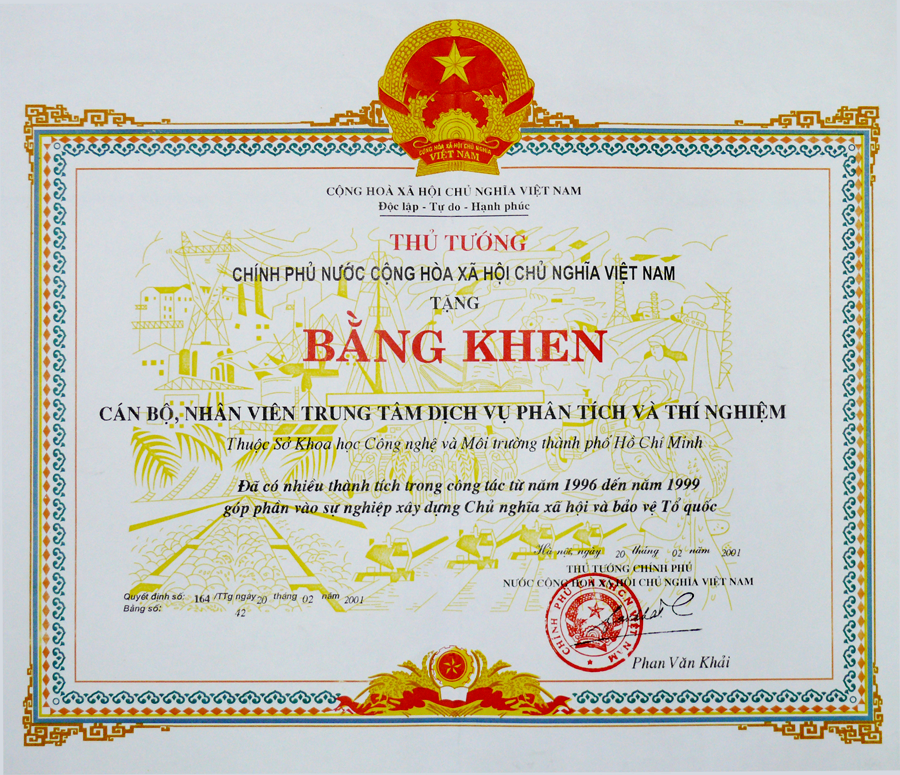 CỘNG HÒA XÃ HỘI CHỦ NGHĨA
VIỆT NAM
CỘNG HOÀ XÃ HỘI CHỦ NGHĨA VIỆT NAM
Độc lập - Tự do - Hạnh phúc
THỦ TƯỚNG
CHÍNH PHỦ NƯỚC CỘNG HÒA XÃ HỘI CHỦ NGHĨA VIỆT NAM
TẶNG
BẰNG KHEN
CÁN BỘ, NHÂN VIÊN TRUNG TÂM DỊCH VỤ PHÂN TÍCH VÀ THÍ NGHIỆM
Thuộc Sở Khoa học Công nghệ và Môi trường thành phố Hồ Chí Minh
Đã có nhiều thành tích trong công tác từ năm 1996 đến năm 1999
góp phần vào sự nghiệp xây dựng Chủ nghĩa xã hội và bảo vệ Tổ quốc
Hà nội, ngày 20 tháng 02 năm 2001
THỦ TƯỚNG CHÍNH PHỦ
NƯỚC CỘNG HOÀ XÃ HỘI CHỦ NGHĨA VIỆT NAM
Quyết định số: 164 /TTg ngày 20 tháng 02 năm 2001
Bằng số: 42
CHÍNH PHỦ NƯỚC CHXHCN VIỆT NAM
Phan Văn Khải